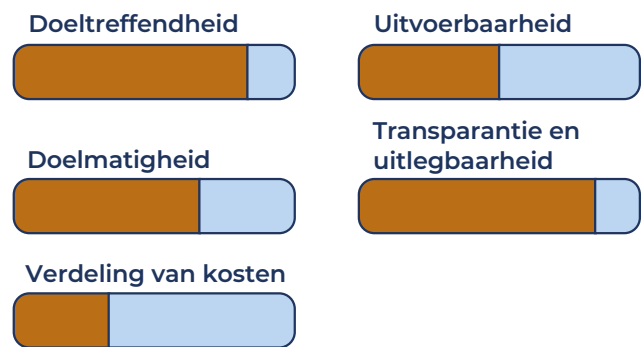 Doeltreffendheid
Uitvoerbaarheid
Doelmatigheid
Transparantie en
uitlegbaarheid
Verdeling van kosten